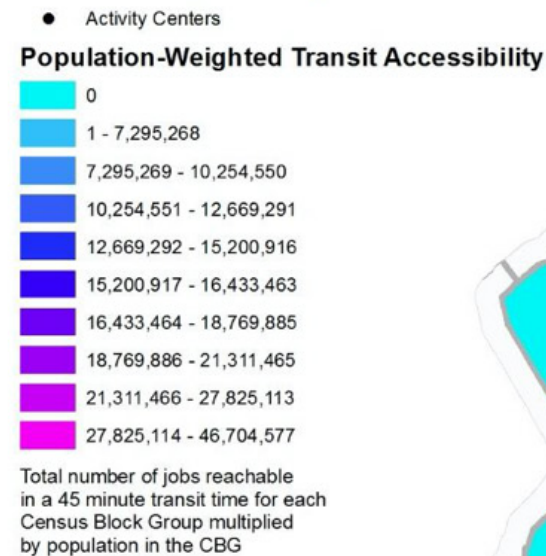 Activity Centers
Population-Weighted Transit Accessibility
0
1 - 7,295,268
7,295,269 - 10,254,550
10,254,551 - 12,669,291
12,669,292 - 15,200,916
15,200,917 - 16,433,463
16,433,464 - 18,769,885
18,769,886 - 21,311,465
21,311,466 - 27,825,113
27,825,114 - 46,704,577
Total number of jobs reachable
in a 45 minute transit time for each
Census Block Group multiplied
by population in the CBG